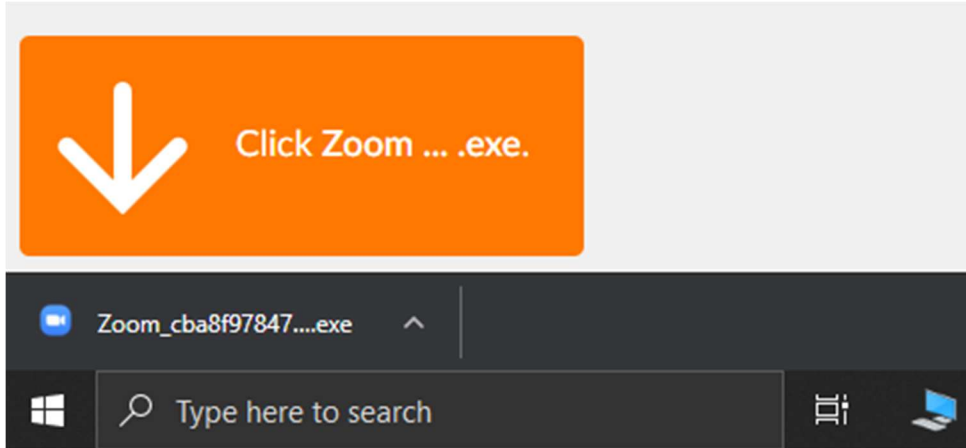 Click Zoom ... .exe.
Zoom_cba8f97847....exe
Type here to search